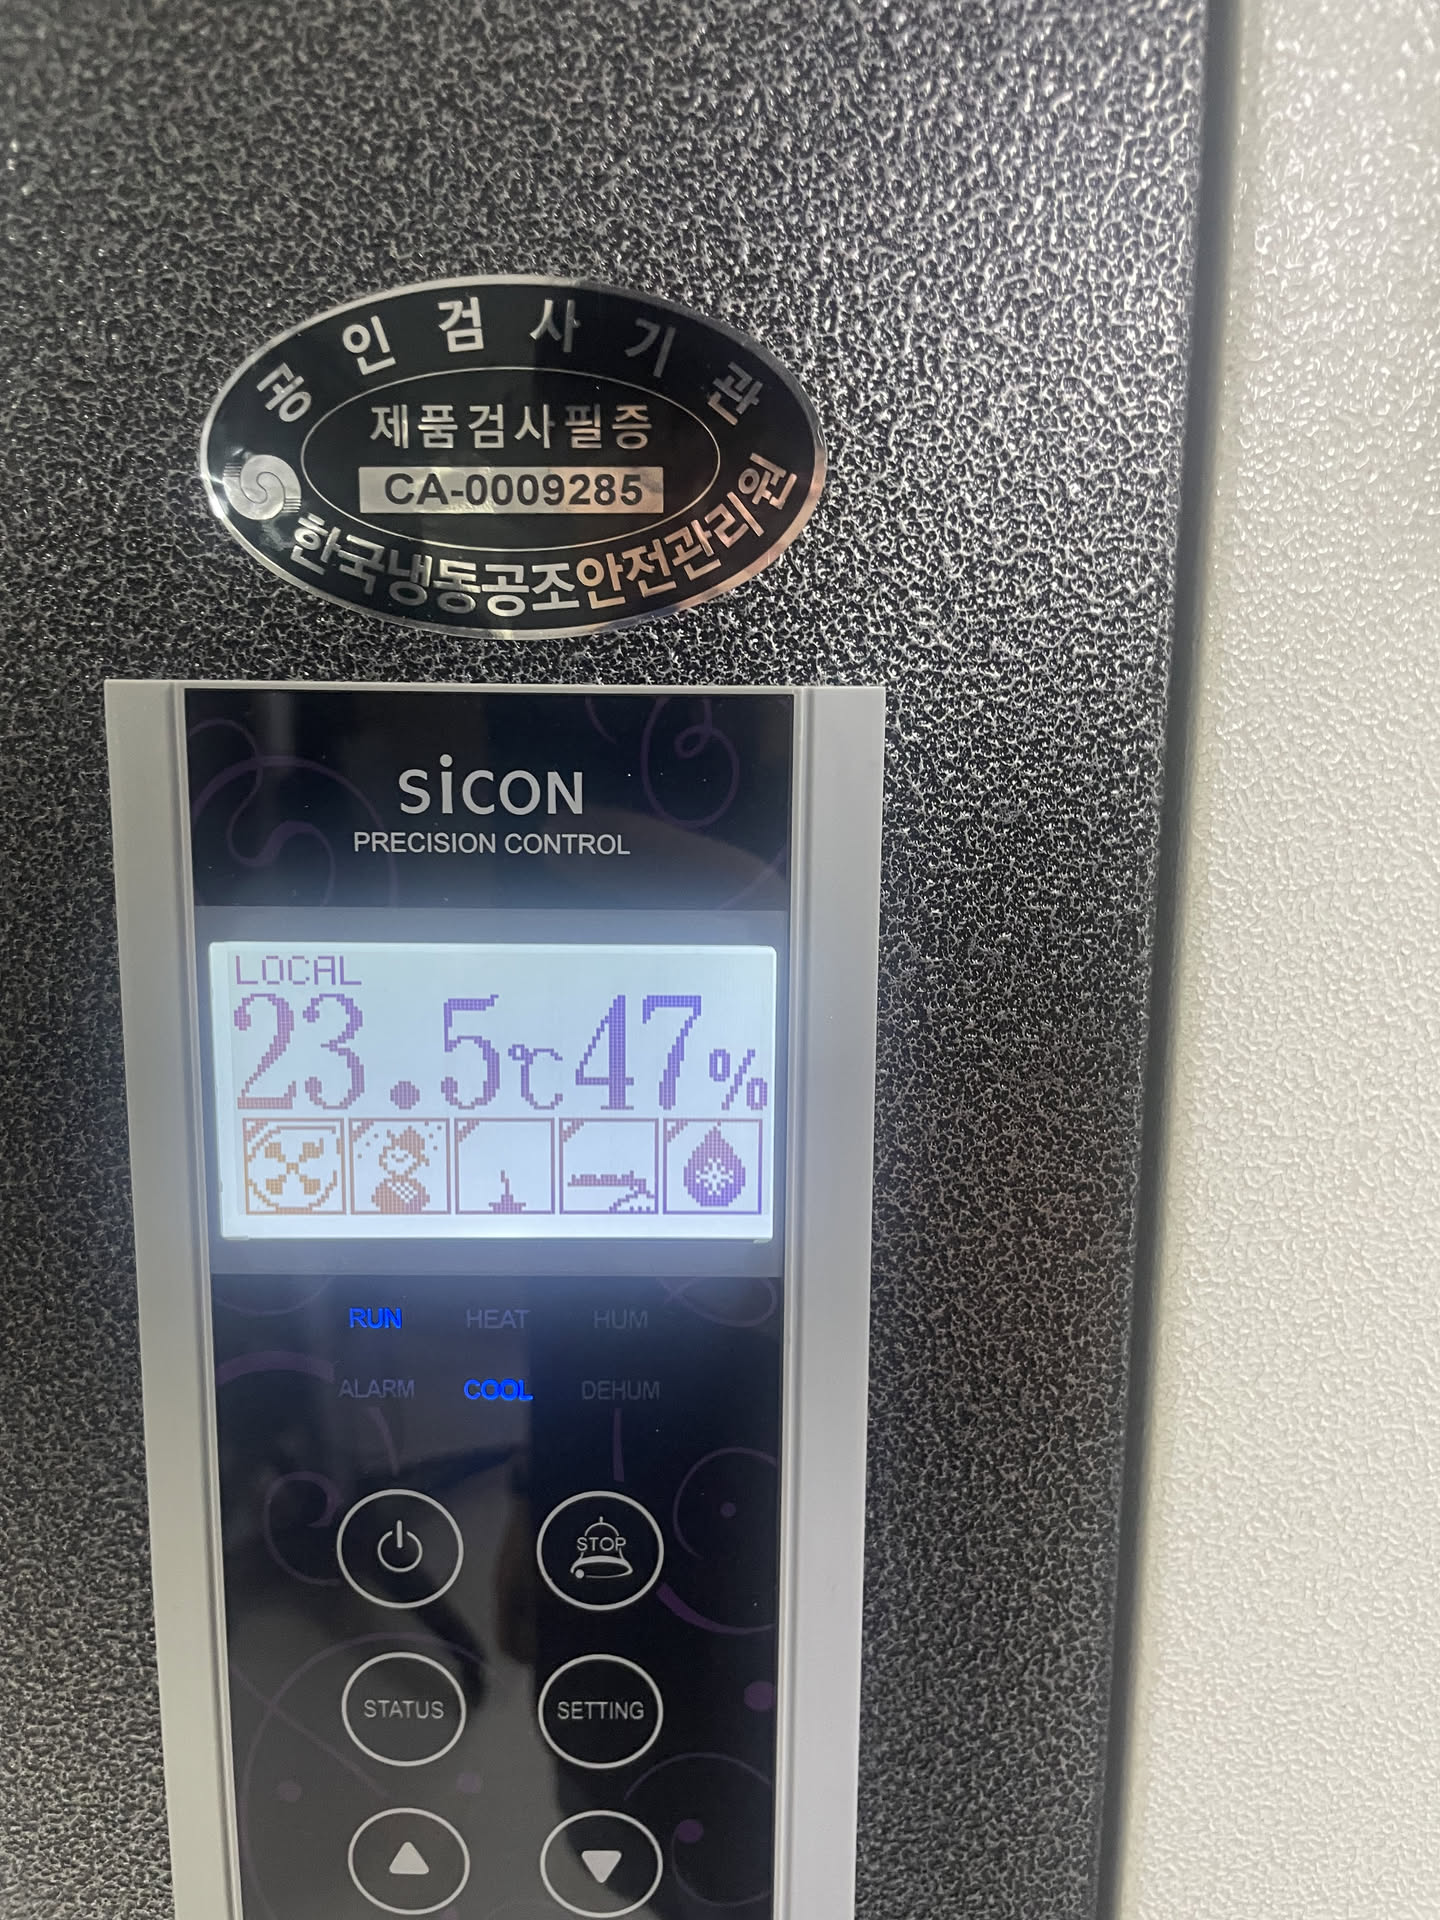 공인검사기관
제품검사필증
CA-0009285
한국냉동공조안전관리원
SiCON
PRECISION CONTROL
LOCAL
23.5℃ 47%
RUN HEAT HUM
ALARM COOL DEHUM
STOP
STATUS SETTING